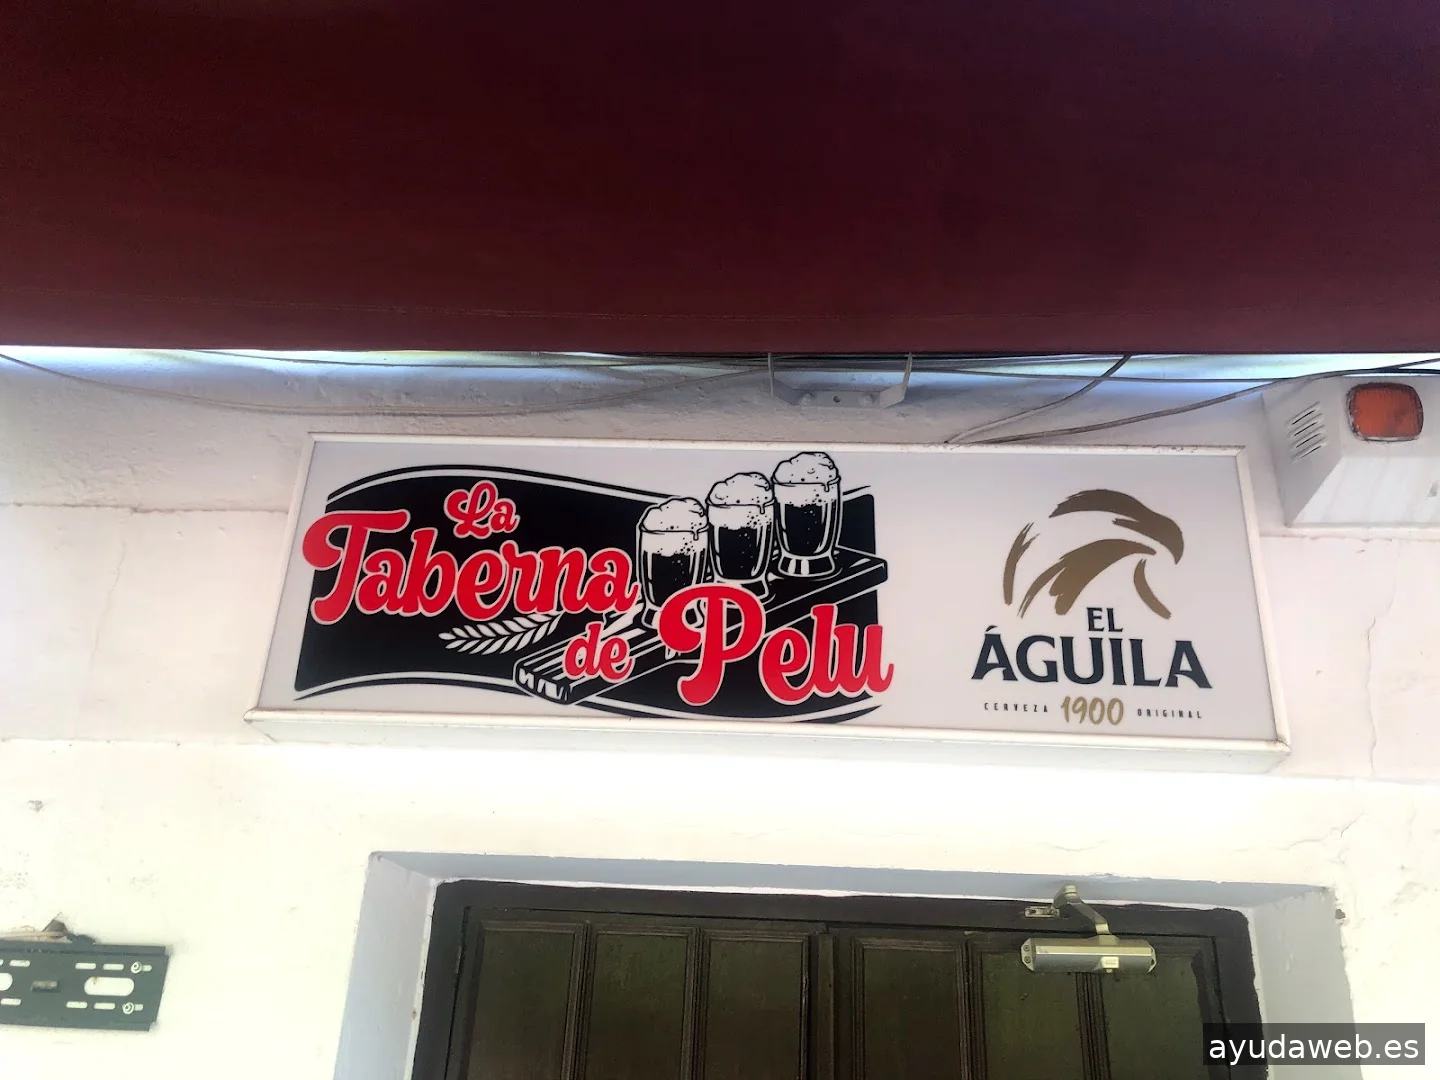 La
Taberna
de Pelu
EL
ÁGUILA
CERVEZA 1900 ORIGINAL
ayudaweb.es